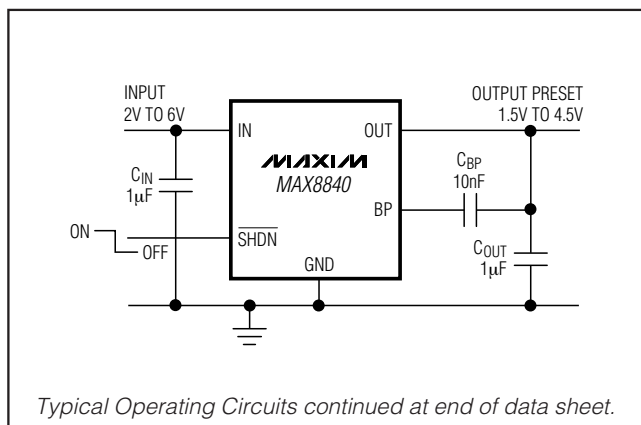 INPUT
2V TO 6V
OUTPUT PRESET
1.5V TO 4.5V
IN
OUT
MAXIM
MAX8840
CIN
1µF
CBP
10nF
BP
ON
OFF
SHDN
GND
COUT
1µF
Typical Operating Circuits continued at end of data sheet.